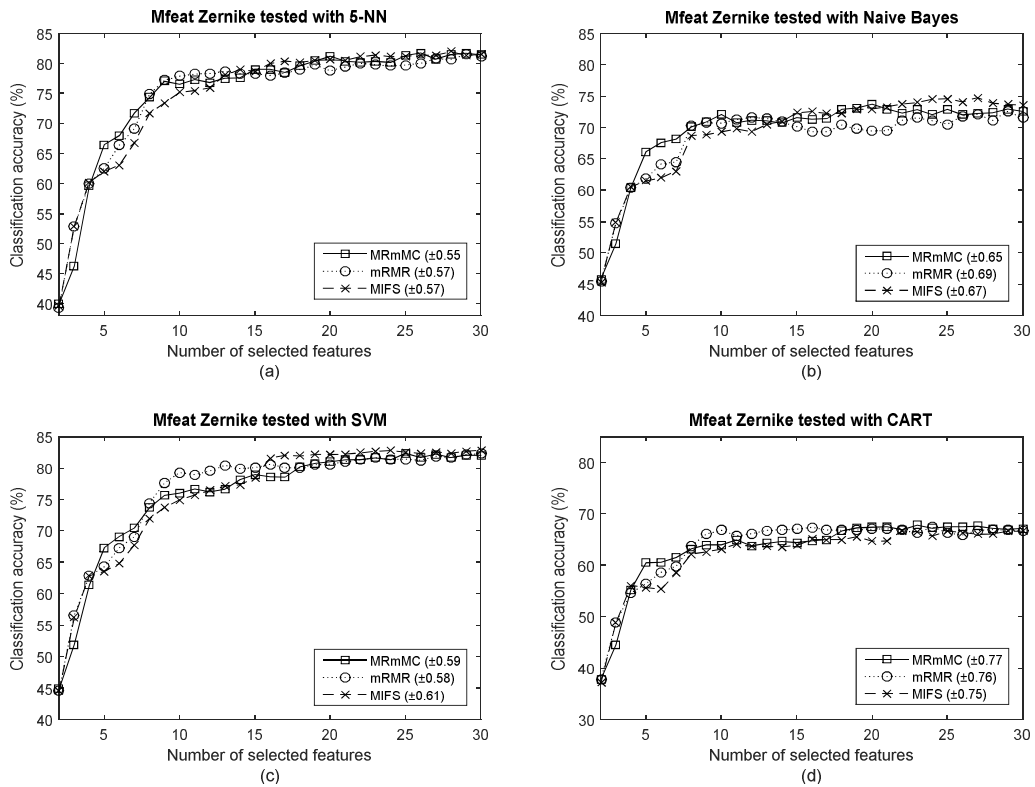 Mfeat Zernike tested with 5-NN
85
80
75
70
65
60
55
50
45
40
Classification accuracy (%)
MRmMC (±0.55
mRMR (±0.57)
MIFS (±0.57)
5 10 15 20 25 30
Number of selected features
(a)
Mfeat Zernike tested with Naive Bayes
85
80
75
70
65
60
55
50
45
40
Classification accuracy (%)
MRmMC (±0.65
mRMR (±0.69)
MIFS (±0.67)
5 10 15 20 25 30
Number of selected features
(b)
Mfeat Zernike tested with SVM
85
80
75
70
65
60
55
50
45
40
Classification accuracy (%)
MRmMC (±0.59
mRMR (±0.58)
MIFS (±0.61)
5 10 15 20 25 30
Number of selected features
(c)
Mfeat Zernike tested with CART
80
70
60
50
40
30
Classification accuracy (%)
MRmMC (±0.77
mRMR (±0.76)
MIFS (±0.75)
5 10 15 20 25 30
Number of selected features
(d)